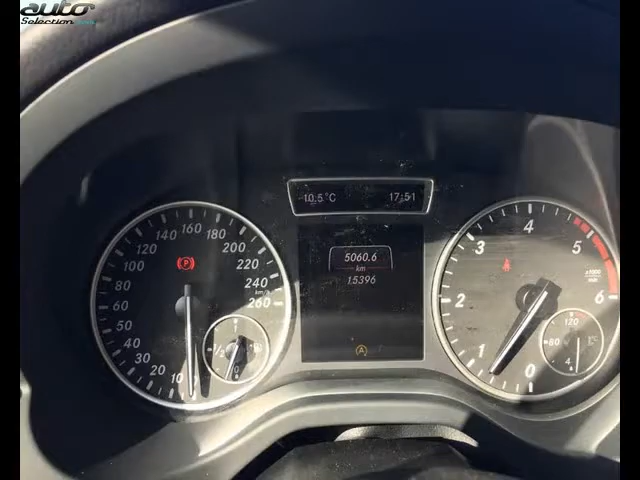 auto
Selection
10.5°C 17:51
10 20 30 40 50 60 80 100 120 140 160 180 200 220 240 260
km/h
(P)
1/2
0
5060.6
km
15396
A
0 1 2 3 4 5 6
x1000
min
120
80
4